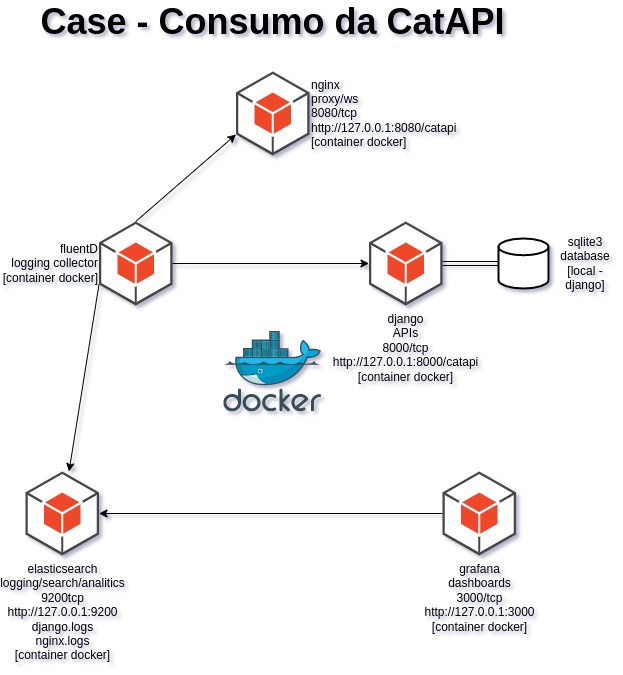 Case - Consumo da CatAPI
nginx
proxy/ws
8080/tcp
http://127.0.0.1:8080/catapi
[container docker]
fluentD
logging collector
[container docker]
sqlite3
database
[local -
django]
django
APIs
8000/tcp
http://127.0.0.1:8000/catapi
[container docker]
docker
elasticsearch
logging/search/analitics
9200tcp
http://127.0.0.1:9200
django.logs
nginx.logs
[container docker]
grafana
dashboards
3000/tcp
http://127.0.0.1:3000
[container docker]